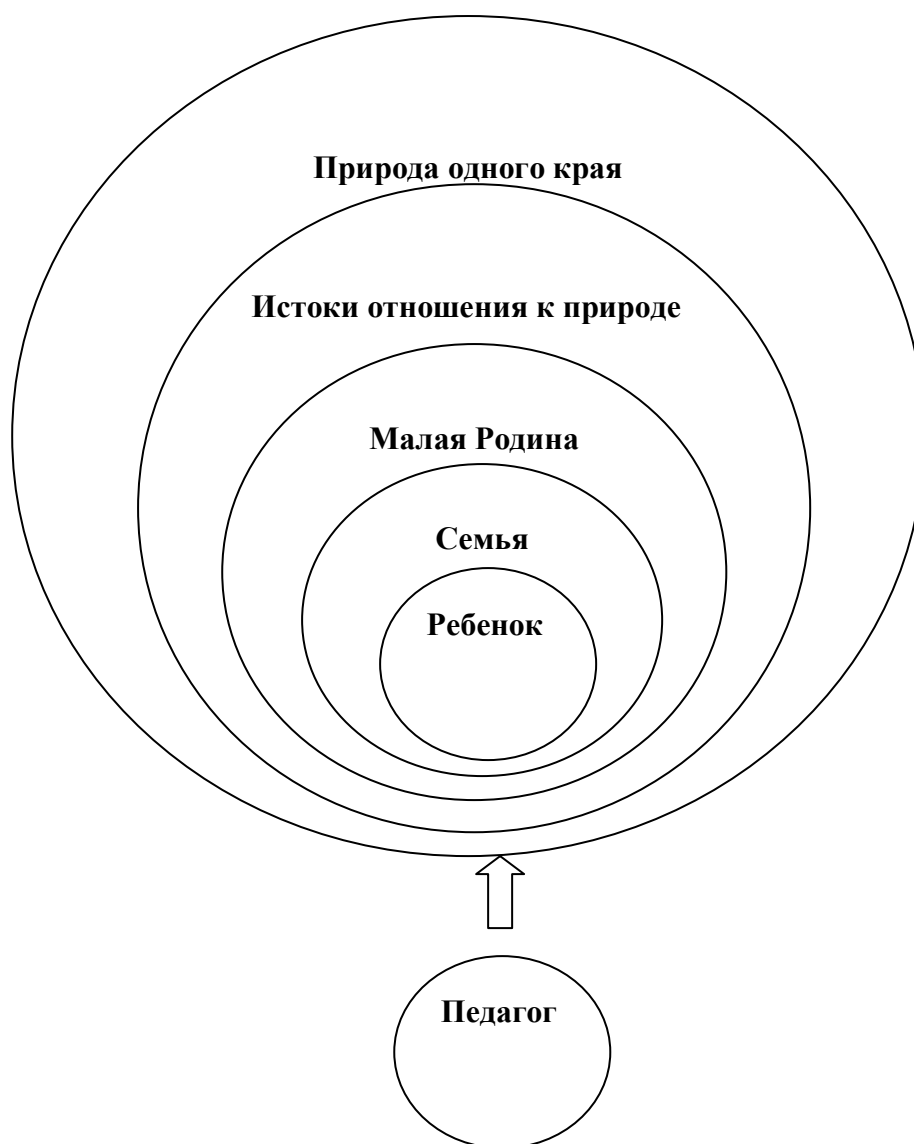 Природа одного края
Истоки отношения к природе
Малая Родина
Семья
Ребенок
Педагог